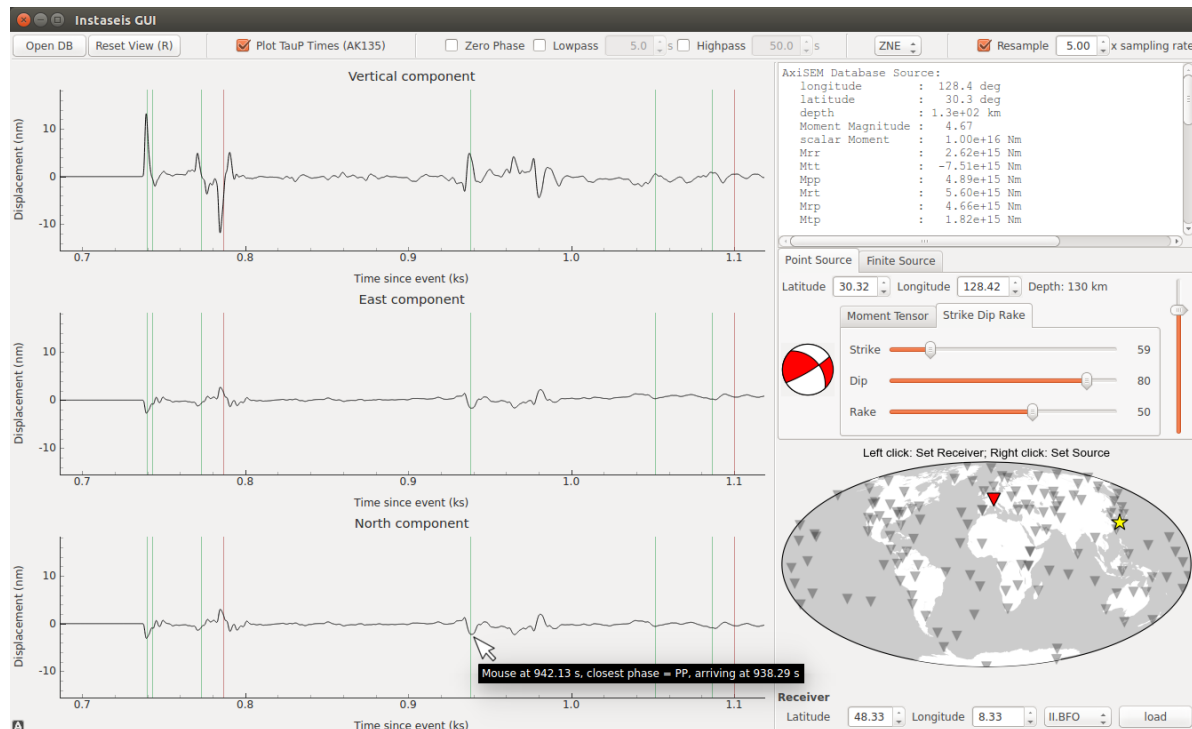 Instaseis GUI
Open DB Reset View (R) Plot TauP Times (AK135) Zero Phase Lowpass 5.0 s Highpass 50.0 s ZNE Resample 5.00 x sampling rate
Vertical component
Displacement (nm)
10
0
-10
0.7 0.8 0.9 1.0 1.1
Time since event (ks)
East component
Displacement (nm)
10
0
-10
0.7 0.8 0.9 1.0 1.1
Time since event (ks)
North component
Displacement (nm)
10
0
-10
Mouse at 942.13 s, closest phase = PP, arriving at 938.29 s
0.7 0.8 0.9 1.0 1.1
Time since event (ks)
A
AxiSEM Database Source:
longitude : 128.4 deg
latitude : 30.3 deg
depth : 1.3e+02 km
Moment Magnitude : 4.67
scalar Moment : 1.00e+16 Nm
Mrr : 2.62e+15 Nm
Mtt : -7.51e+15 Nm
Mpp : 4.89e+15 Nm
Mrt : 5.60e+15 Nm
Mrp : 4.66e+15 Nm
Mtp : 1.82e+15 Nm
Point Source Finite Source
Latitude 30.32 Longitude 128.42 Depth: 130 km
Moment Tensor Strike Dip Rake
Strike 59
Dip 80
Rake 50
Left click: Set Receiver; Right click: Set Source
Receiver
Latitude 48.33 Longitude 8.33 II.BFO load